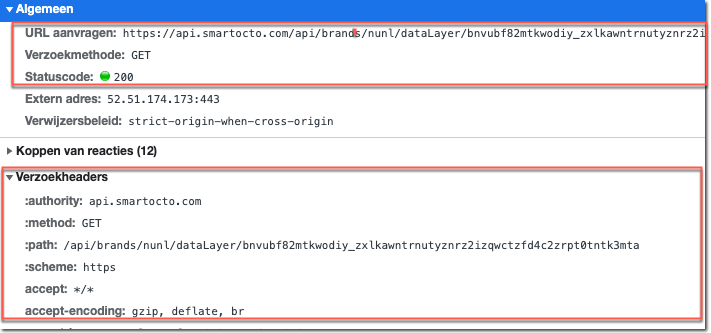 Algemeen
URL aanvragen: https://api.smartocto.com/api/brands/nunl/dataLayer/bnvubf82mtkwodiy_zxlkawntrnutyznrz2i
Verzoekmethode: GET
Statuscode: 200
Extern adres: 52.51.174.173:443
Verwijzersbeleid: strict-origin-when-cross-origin
Koppen van reacties (12)
Verzoekheaders
:authority: api.smartocto.com
:method: GET
:path: /api/brands/nunl/dataLayer/bnvubf82mtkwodiy_zxlkawntrnutyznrz2izqwctzfd4c2zrpt0tntk3mta
:scheme: https
accept: */*
accept-encoding: gzip, deflate, br